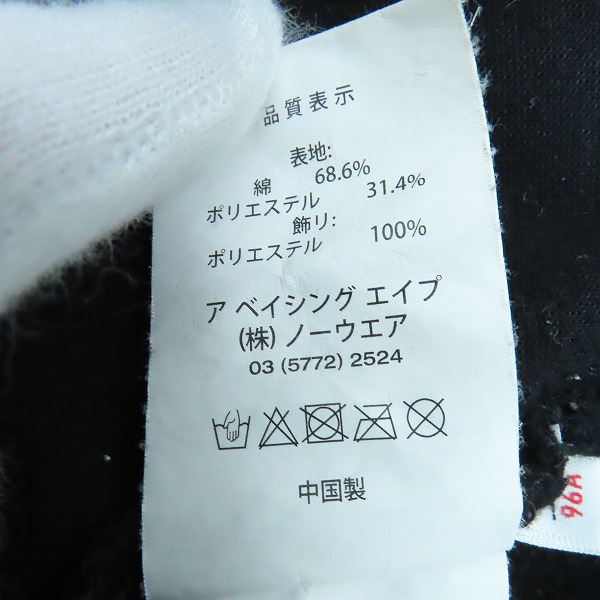 品質表示
表地:
綿 68.6%
ポリエステル 31.4%
飾リ:
ポリエステル 100%
ア ベイシング エイプ
(株) ノーウエア
03 (5772) 2524
中国製
96A